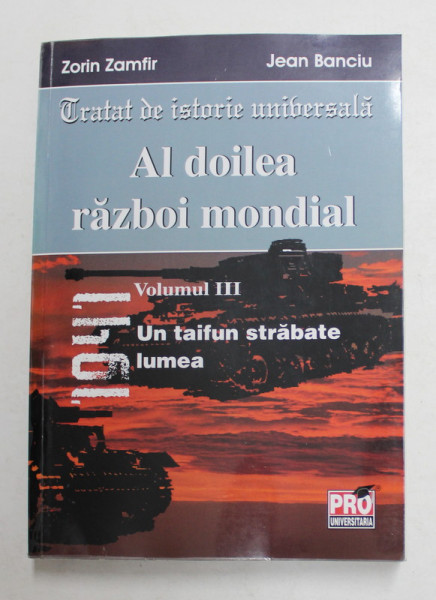 Zorin Zamfir
Jean Banciu
Tratat de istorie universală
Al doilea
război mondial
Volumul III
1941
Un taifun străbate
lumea
PRO
UNIVERSITARIA